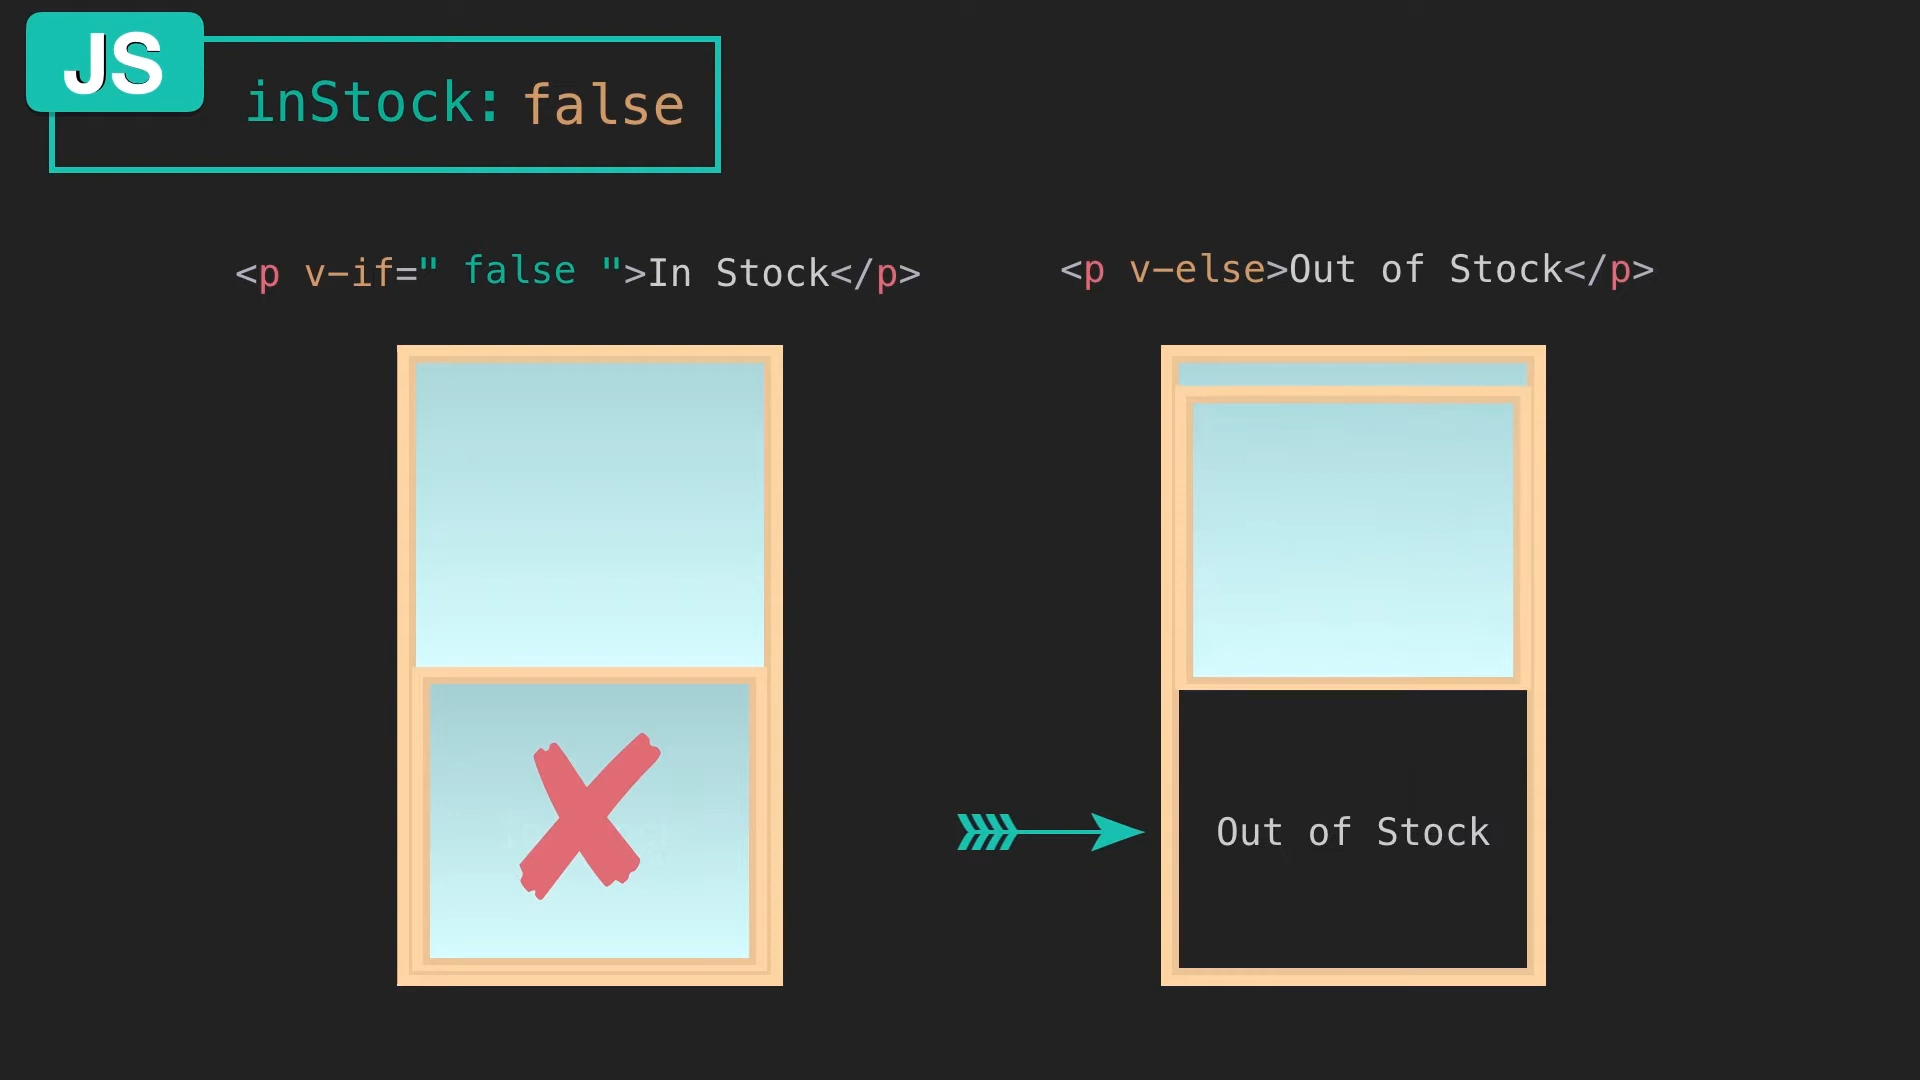 JS
inStock: false
<p v-if=" false ">In Stock</p>
<p v-else>Out of Stock</p>
Out of Stock